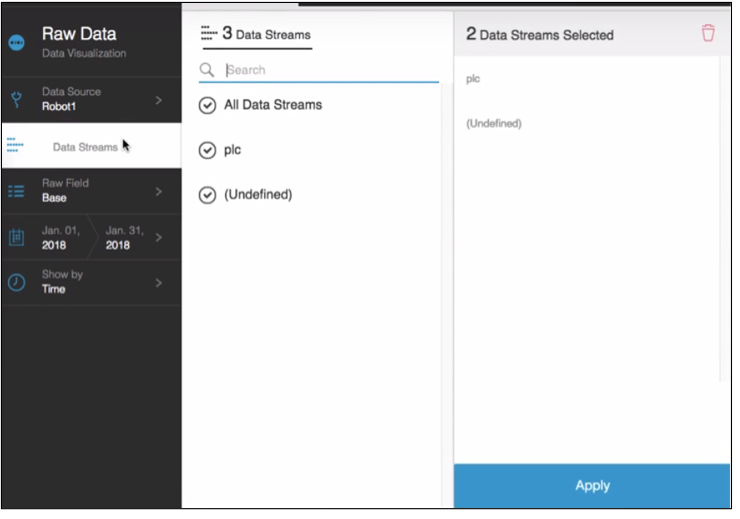 Raw Data
Data Visualization
Data Source
Robot1
Data Streams
Raw Field
Base
Jan. 01,
2018
Jan. 31,
2018
Show by
Time
3 Data Streams
Search
All Data Streams
plc
(Undefined)
2 Data Streams Selected
plc
(Undefined)
Apply